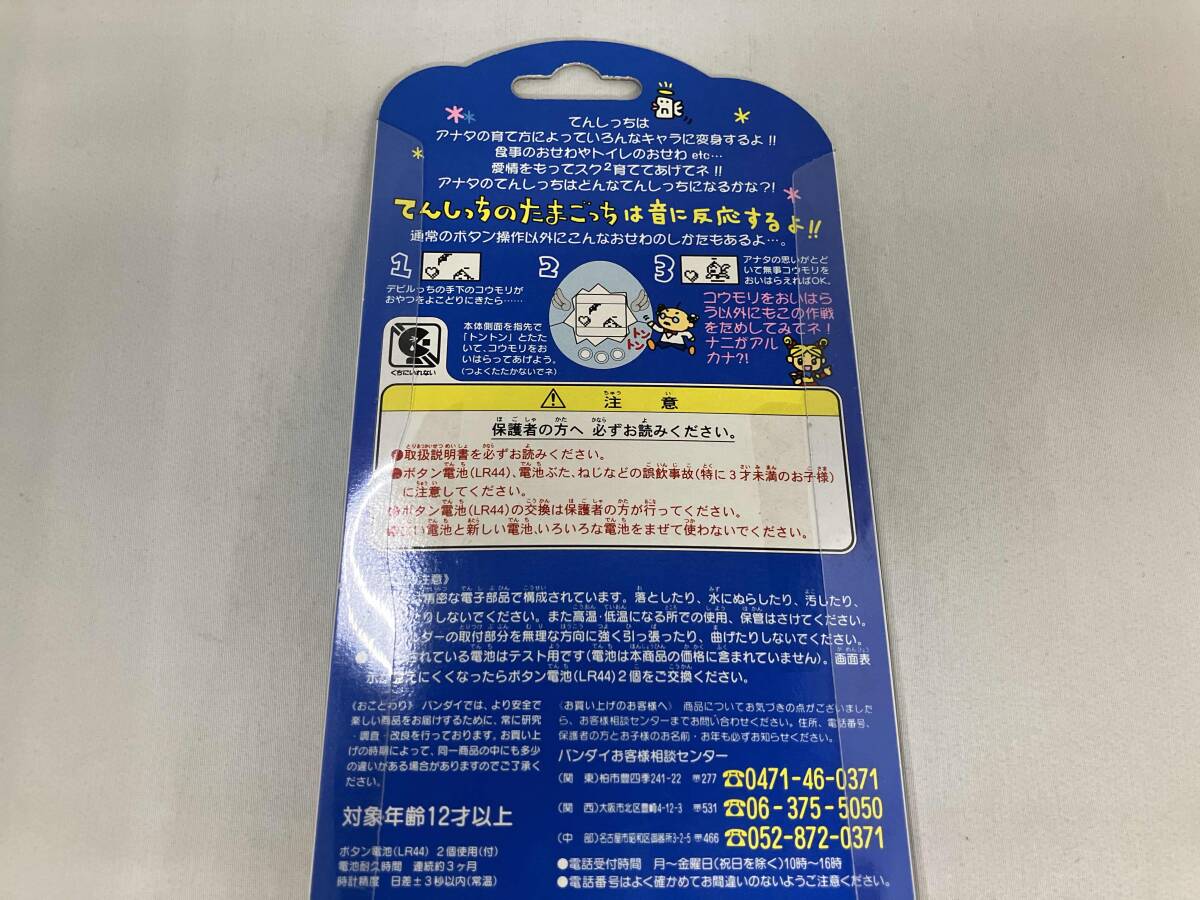 てんしっちは
アナタの育て方によっていろんなキャラに変身するよ!!
食事のおせわやトイレのおせわ etc…
愛情をもってスク²育ててあげてネ!!
アナタのてんしっちはどんなてんしっちになるかな?!
てんしっちのたまごっちは音に反応するよ!!
通常のボタン操作以外にこんなおせわのしかたもあるよ…。
1
デビルっちの手下のコウモリが
おやつをよこどりにきたら……
2
本体側面を指先で
「トントン」とたた
いて、コウモリをお
いはらってあげよう。
(つよくたたかないでネ)
トントン
3
アナタの思いがとど
いて無事コウモリを
おいはらえればOK。
コウモリをおいはら
う以外にもこの作戦
をためしてみてネ!
ナニがアル
カナ?!
くちにいれない
注意
保護者の方へ 必ずお読みください。
取扱説明書を必ずお読みください。
ボタン電池(LR44)、電池ぶた、ねじなどの誤飲事故(特に3才未満のお子様)
に注意してください。
ボタン電池(LR44)の交換は保護者の方が行ってください。
い電池と新しい電池、いろいろな電池をまぜて使わないでください。
注意》
精密な電子部品で構成されています。落としたり、水にぬらしたり、汚したり、
たりしないでください。また高温・低温になる所での使用、保管はさけてください。
ダーの取付部分を無理な方向に強く引っ張ったり、曲げたりしないでください。
されている電池はテスト用です(電池は本商品の価格に含まれていません)。画面表
えにくくなったらボタン電池(LR44)2個をご交換ください。
《おことわり》 バンダイでは、より安全で
楽しい商品をお届けするために、常に研究
・調査・改良を行っております。お買い上
げの時期によって、同一商品の中にも多少
の違いがある場合がありますのでご了承く
ださい。
対象年齢12才以上
ボタン電池(LR44) 2個使用(付)
電池耐久時間 連続約3ヶ月
時計精度 日差±3秒以内(常温)
《お買い上げのお客様へ》 商品についてお気づきの点がございました
ら、お客様相談センターまでお問い合わせください。住所、電話番号、
保護者の方とお子様のお名前・お年も必ずお知らせください。
バンダイお客様相談センター
(関 東)柏市豊四季241-22 〒277 ☎0471-46-0371
(関 西)大阪市北区豊崎4-12-3 〒531 ☎06-375-5050
(中 部)名古屋市昭和区御器所3-2-5 〒466 ☎052-872-0371
●電話受付時間 月〜金曜日(祝日を除く)10時〜16時
●電話番号はよく確かめてお間違いのないようご注意ください。